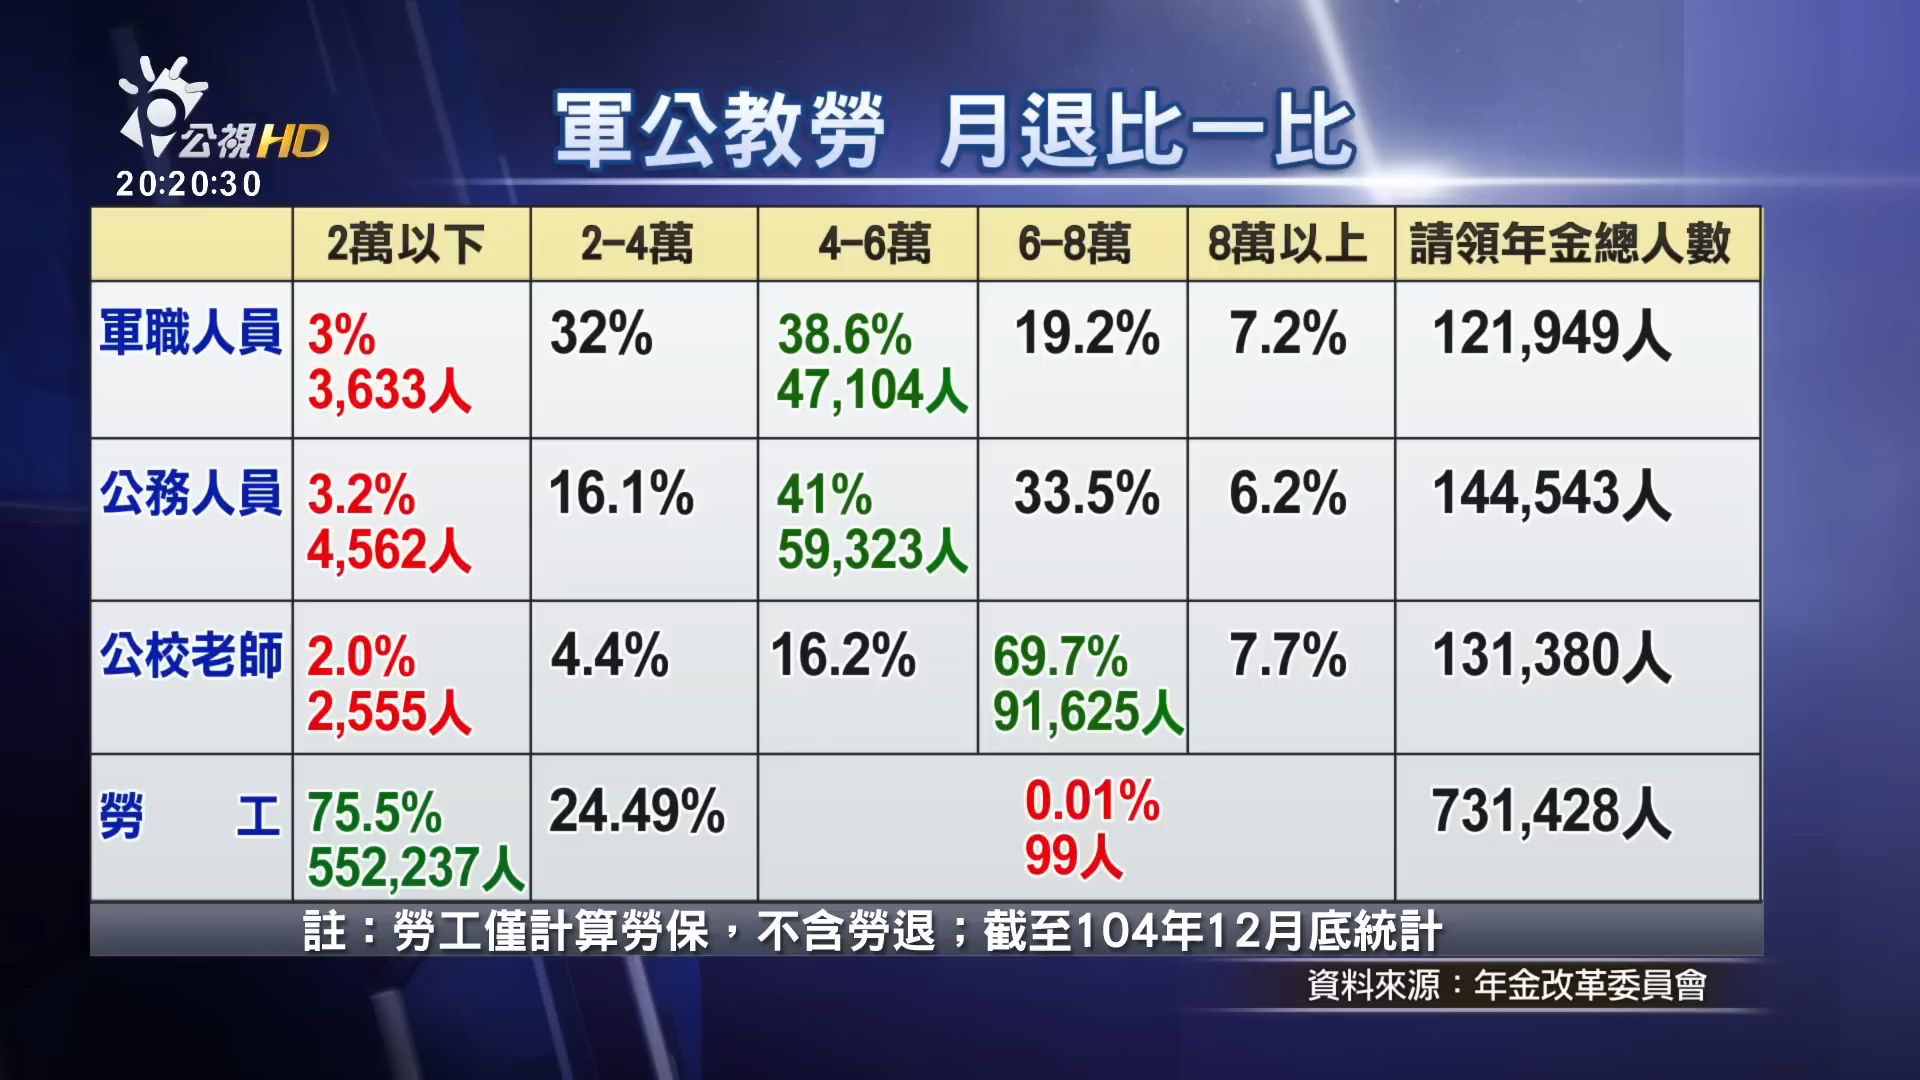 公視HD
20:20:30
軍公教勞 月退比一比
2萬以下 2-4萬 4-6萬 6-8萬 8萬以上 請領年金總人數
軍職人員 3% 32% 38.6% 19.2% 7.2% 121,949人
3,633人 47,104人
公務人員 3.2% 16.1% 41% 33.5% 6.2% 144,543人
4,562人 59,323人
公校老師 2.0% 4.4% 16.2% 69.7% 7.7% 131,380人
2,555人 91,625人
勞 工 75.5% 24.49% 0.01% 731,428人
552,237人 99人
註：勞工僅計算勞保，不含勞退；截至104年12月底統計
資料來源：年金改革委員會